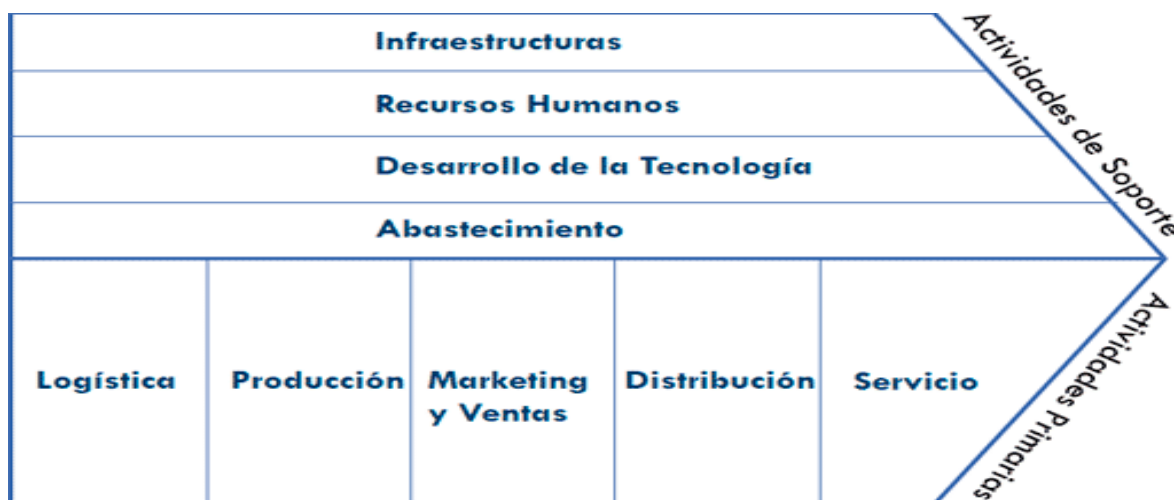 Infraestructuras
Recursos Humanos
Desarrollo de la Tecnología
Abastecimiento
Actividades de Soporte
Logística
Producción
Marketing
y Ventas
Distribución
Servicio
Actividades Primarias